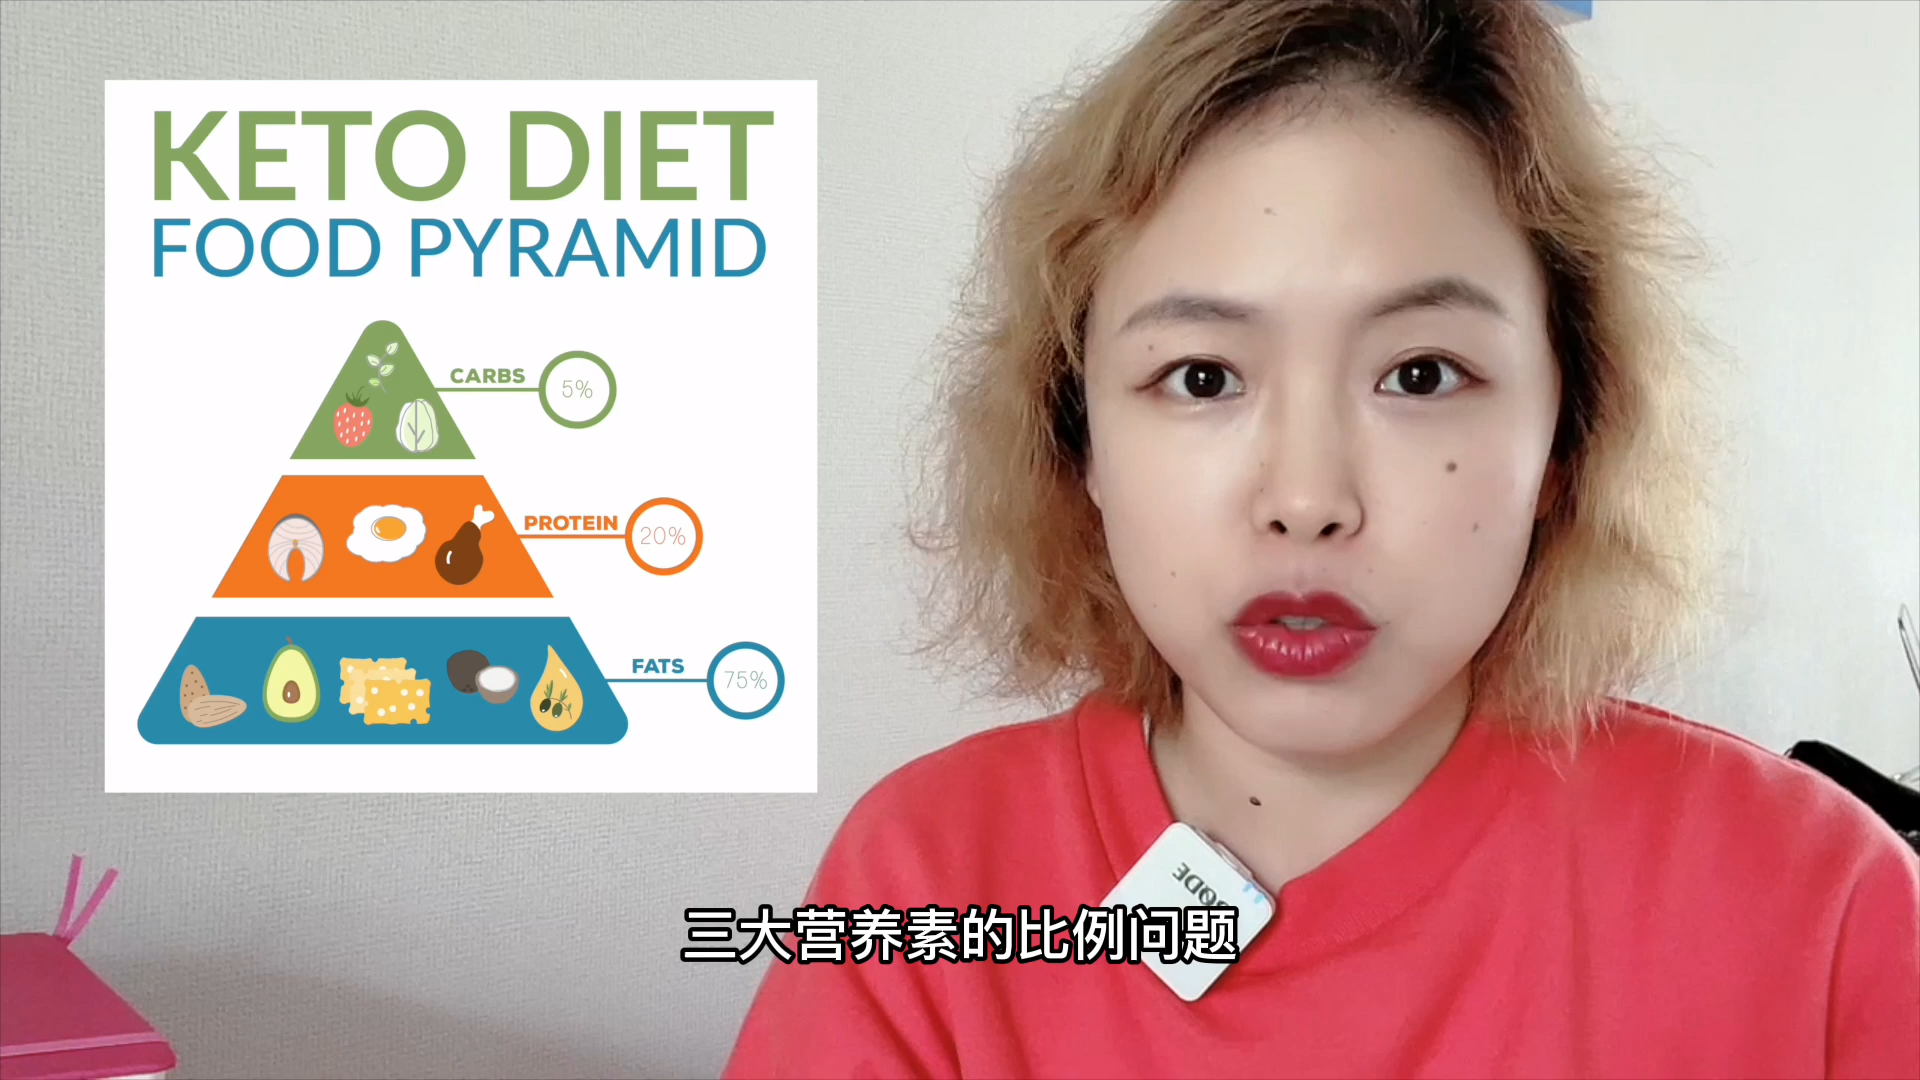 KETO DIET
FOOD PYRAMID
CARBS 5%
PROTEIN 20%
FATS 75%
三大营养素的比例问题